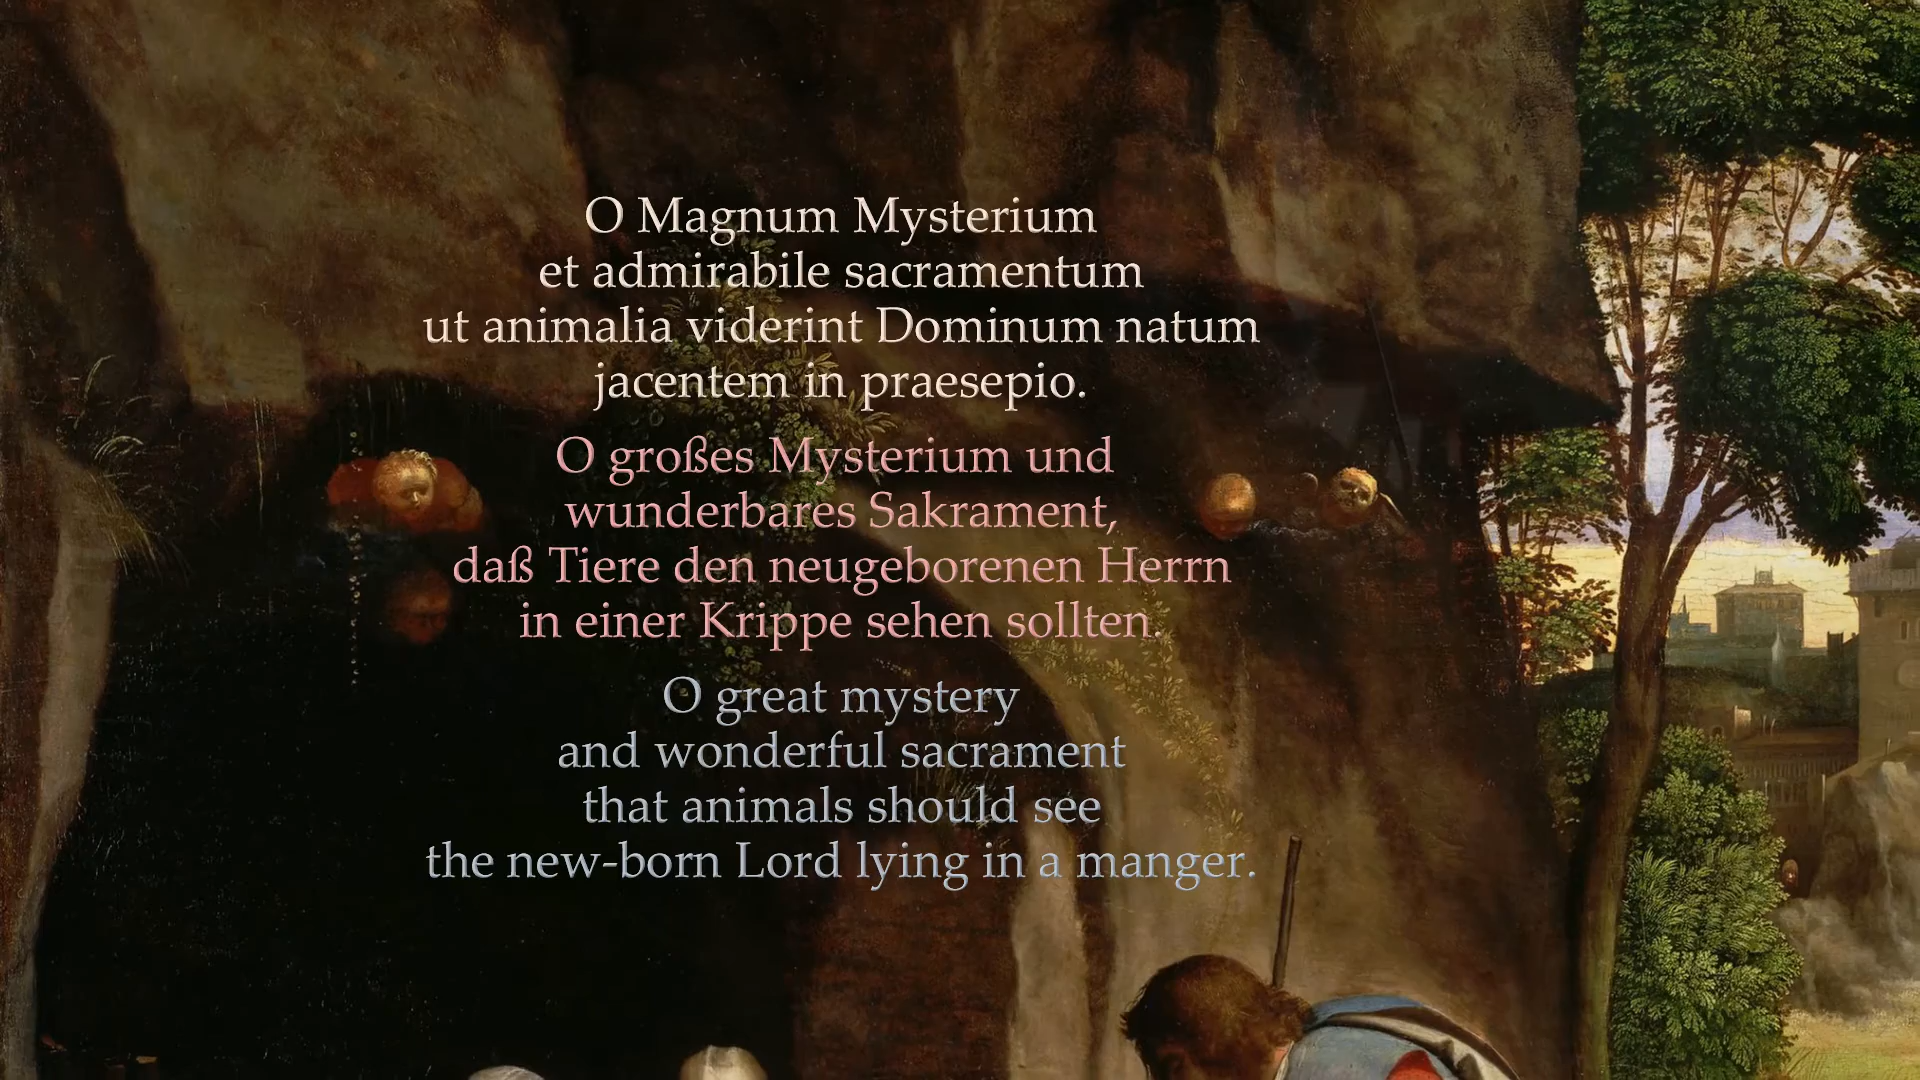 O Magnum Mysterium
et admirabile sacramentum
ut animalia viderint Dominum natum
jacentem in praesepio.
O großes Mysterium und
wunderbares Sakrament,
daß Tiere den neugeborenen Herrn
in einer Krippe sehen sollten.
O great mystery
and wonderful sacrament
that animals should see
the new-born Lord lying in a manger.